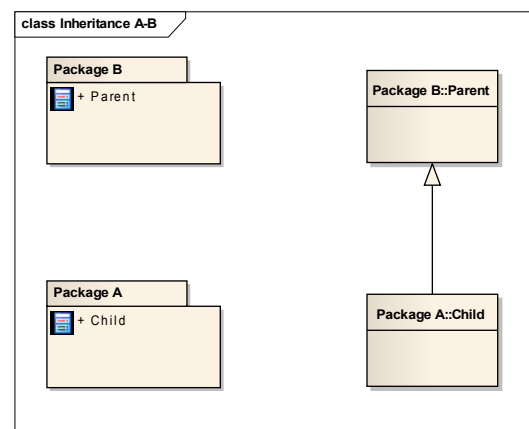 class Inheritance A-B
Package B
+ Parent
Package B::Parent
Package A
+ Child
Package A::Child